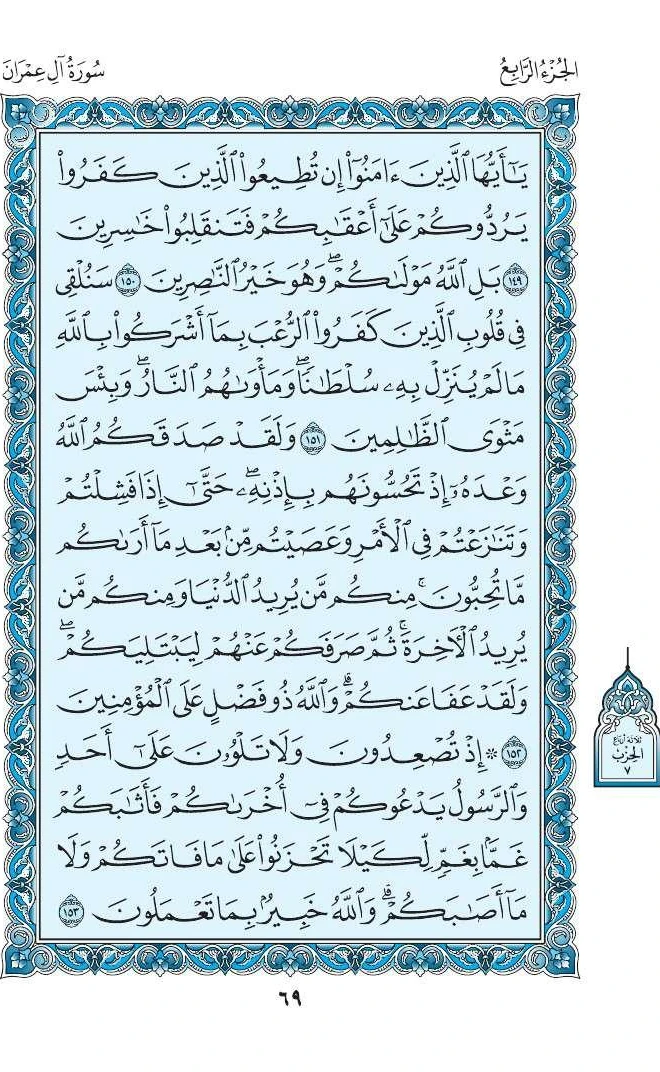 الجُزْءُ الرَّابِعُ
سُورَةُ آلِ عِمْرَانَ
يَـٰٓأَيُّهَا ٱلَّذِينَ ءَامَنُوٓا۟ إِن تُطِيعُوا۟ ٱلَّذِينَ كَفَرُوا۟
يَرُدُّوكُمْ عَلَىٰٓ أَعْقَـٰبِكُمْ فَتَنقَلِبُوا۟ خَـٰسِرِينَ
١٤٩ بَلِ ٱللَّهُ مَوْلَىٰكُمْ ۖ وَهُوَ خَيْرُ ٱلنَّـٰصِرِينَ ١٥٠ سَنُلْقِى
فِى قُلُوبِ ٱلَّذِينَ كَفَرُوا۟ ٱلرُّعْبَ بِمَآ أَشْرَكُوا۟ بِٱللَّهِ
مَا لَمْ يُنَزِّلْ بِهِۦ سُلْطَـٰنًا ۖ وَمَأْوَىٰهُمُ ٱلنَّارُ ۖ وَبِئْسَ
مَثْوَى ٱلظَّـٰلِمِينَ ١٥١ وَلَقَدْ صَدَقَكُمُ ٱللَّهُ
وَعْدَهُۥٓ إِذْ تَحُسُّونَهُم بِإِذْنِهِۦ ۖ حَتَّىٰٓ إِذَا فَشِلْتُمْ
وَتَنَـٰزَعْتُمْ فِى ٱلْأَمْرِ وَعَصَيْتُم مِّنۢ بَعْدِ مَآ أَرَىٰكُم
مَّا تُحِبُّونَ ۚ مِنكُم مَّن يُرِيدُ ٱلدُّنْيَا وَمِنكُم مَّن
يُرِيدُ ٱلْـَٔاخِرَةَ ۚ ثُمَّ صَرَفَكُمْ عَنْهُمْ لِيَبْتَلِيَكُمْ ۖ
وَلَقَدْ عَفَا عَنكُمْ ۗ وَٱللَّهُ ذُو فَضْلٍ عَلَى ٱلْمُؤْمِنِينَ
١٥٢ * إِذْ تُصْعِدُونَ وَلَا تَلْوُۥنَ عَلَىٰٓ أَحَدٍ
وَٱلرَّسُولُ يَدْعُوكُمْ فِىٓ أُخْرَىٰكُمْ فَأَثَـٰبَكُمْ
غَمًّۢا بِغَمٍّ لِّكَيْلَا تَحْزَنُوا۟ عَلَىٰ مَا فَاتَكُمْ وَلَا
مَآ أَصَـٰبَكُمْ ۗ وَٱللَّهُ خَبِيرٌۢ بِمَا تَعْمَلُونَ ١٥٣
ثلاثة أرباع
الحزب
٧
٦٩